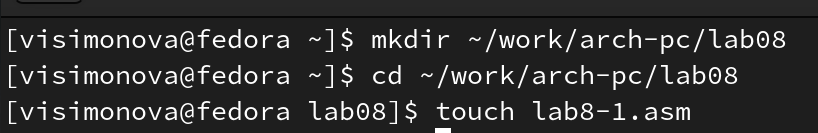 [visimonova@fedora ~]$ mkdir ~/work/arch-pc/lab08
[visimonova@fedora ~]$ cd ~/work/arch-pc/lab08
[visimonova@fedora lab08]$ touch lab8-1.asm